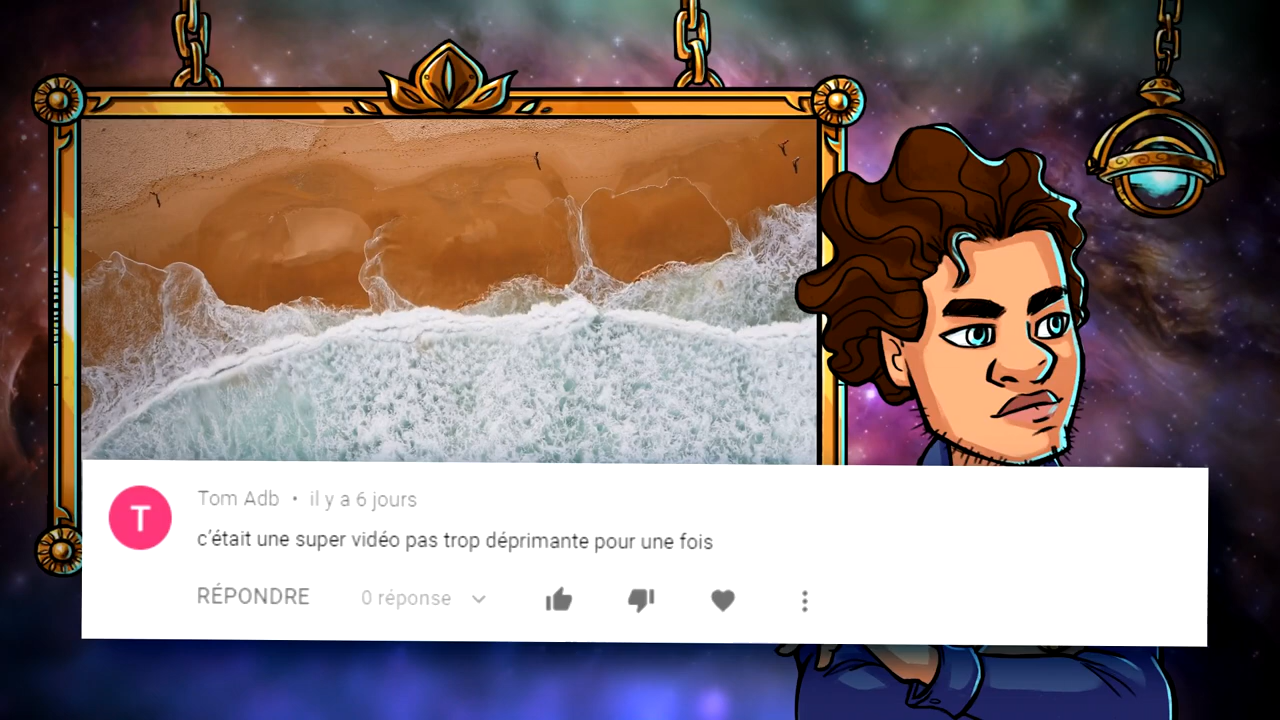 T
Tom Adb • il y a 6 jours
c'était une super vidéo pas trop déprimante pour une fois
RÉPONDRE 0 réponse